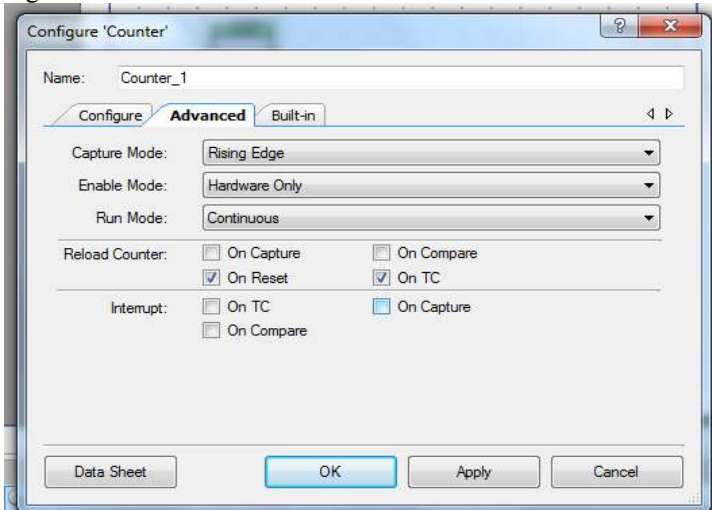 Configure 'Counter'
Name: Counter_1
Configure Advanced Built-in
Capture Mode: Rising Edge
Enable Mode: Hardware Only
Run Mode: Continuous
Reload Counter: On Capture On Compare
On Reset On TC
Interrupt: On TC On Capture
On Compare
Data Sheet OK Apply Cancel